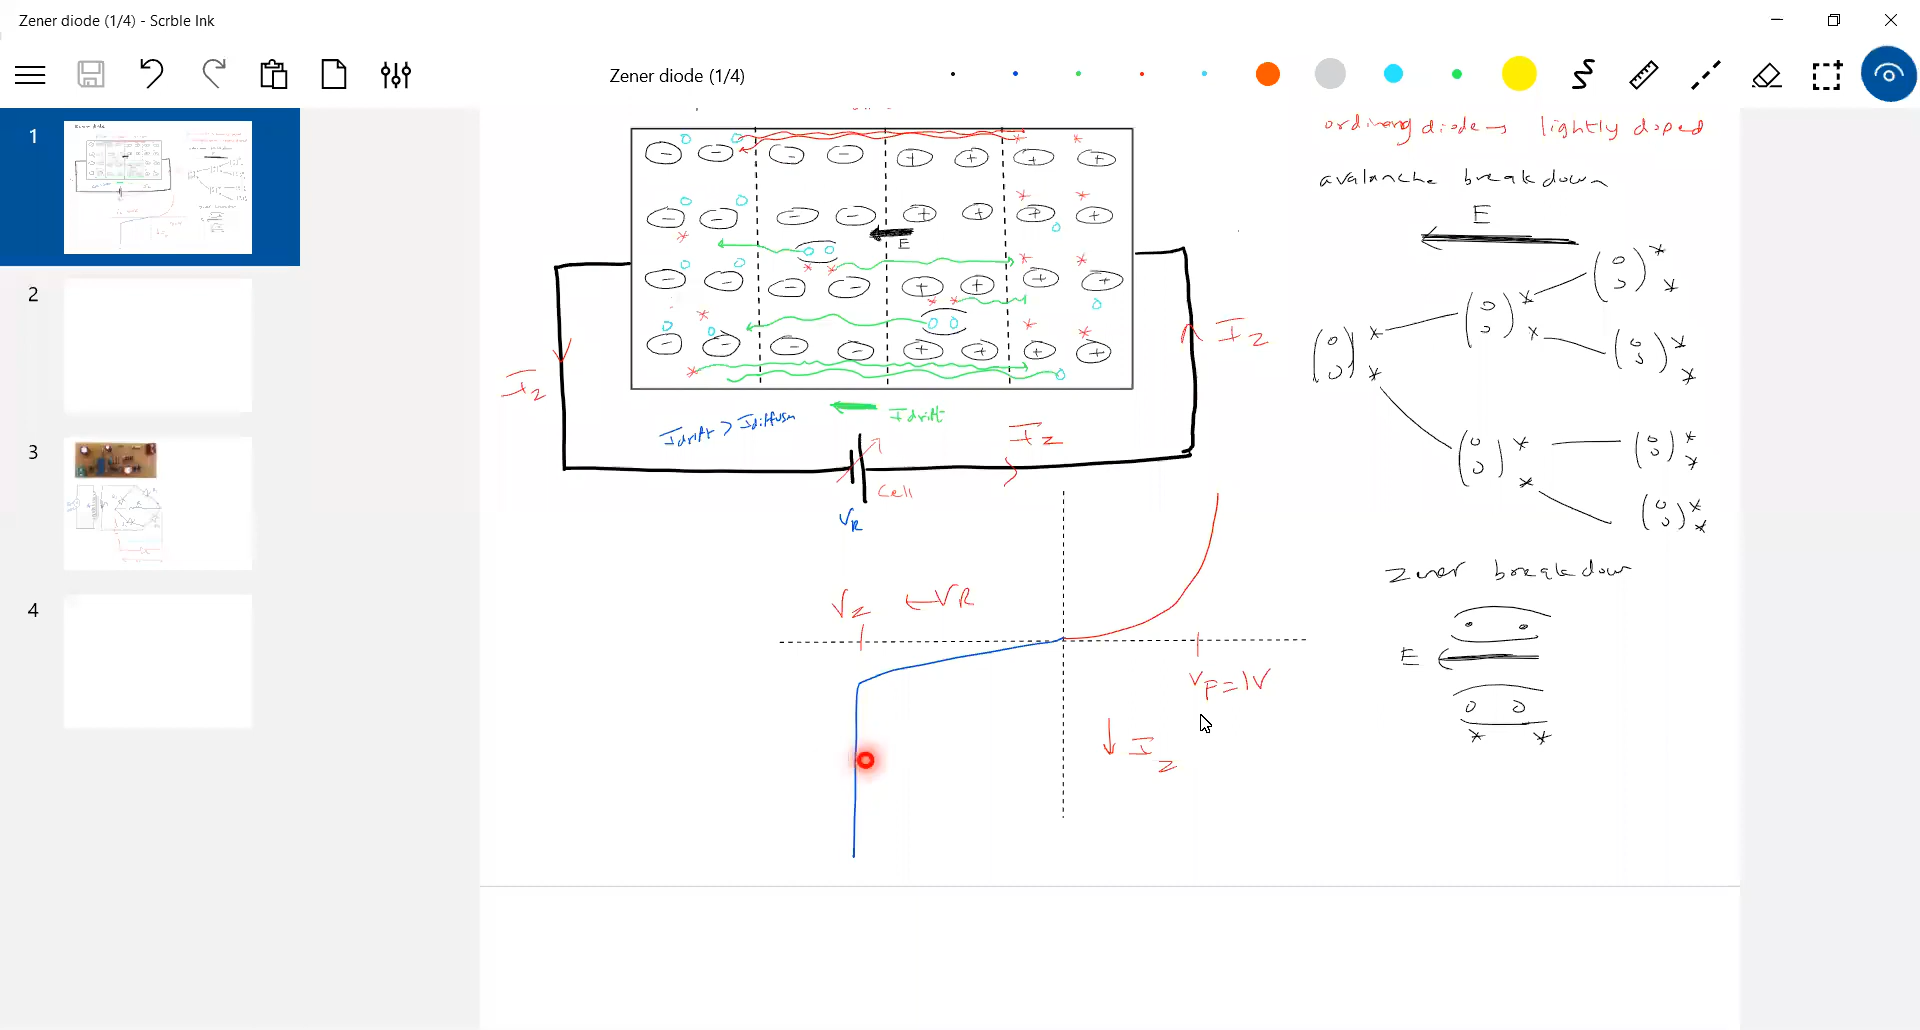 Zener diode (1/4) - Scrble Ink
Zener diode (1/4)
1
2
3
4
ordinary diode → lightly doped
avalanche breakdown
E
E
Iz
Iz
Idrift > Idiffusn
Idrift
Iz
cell
VR
Vz ← VR
VF = 1V
↓ Iz
zener breakdown
E